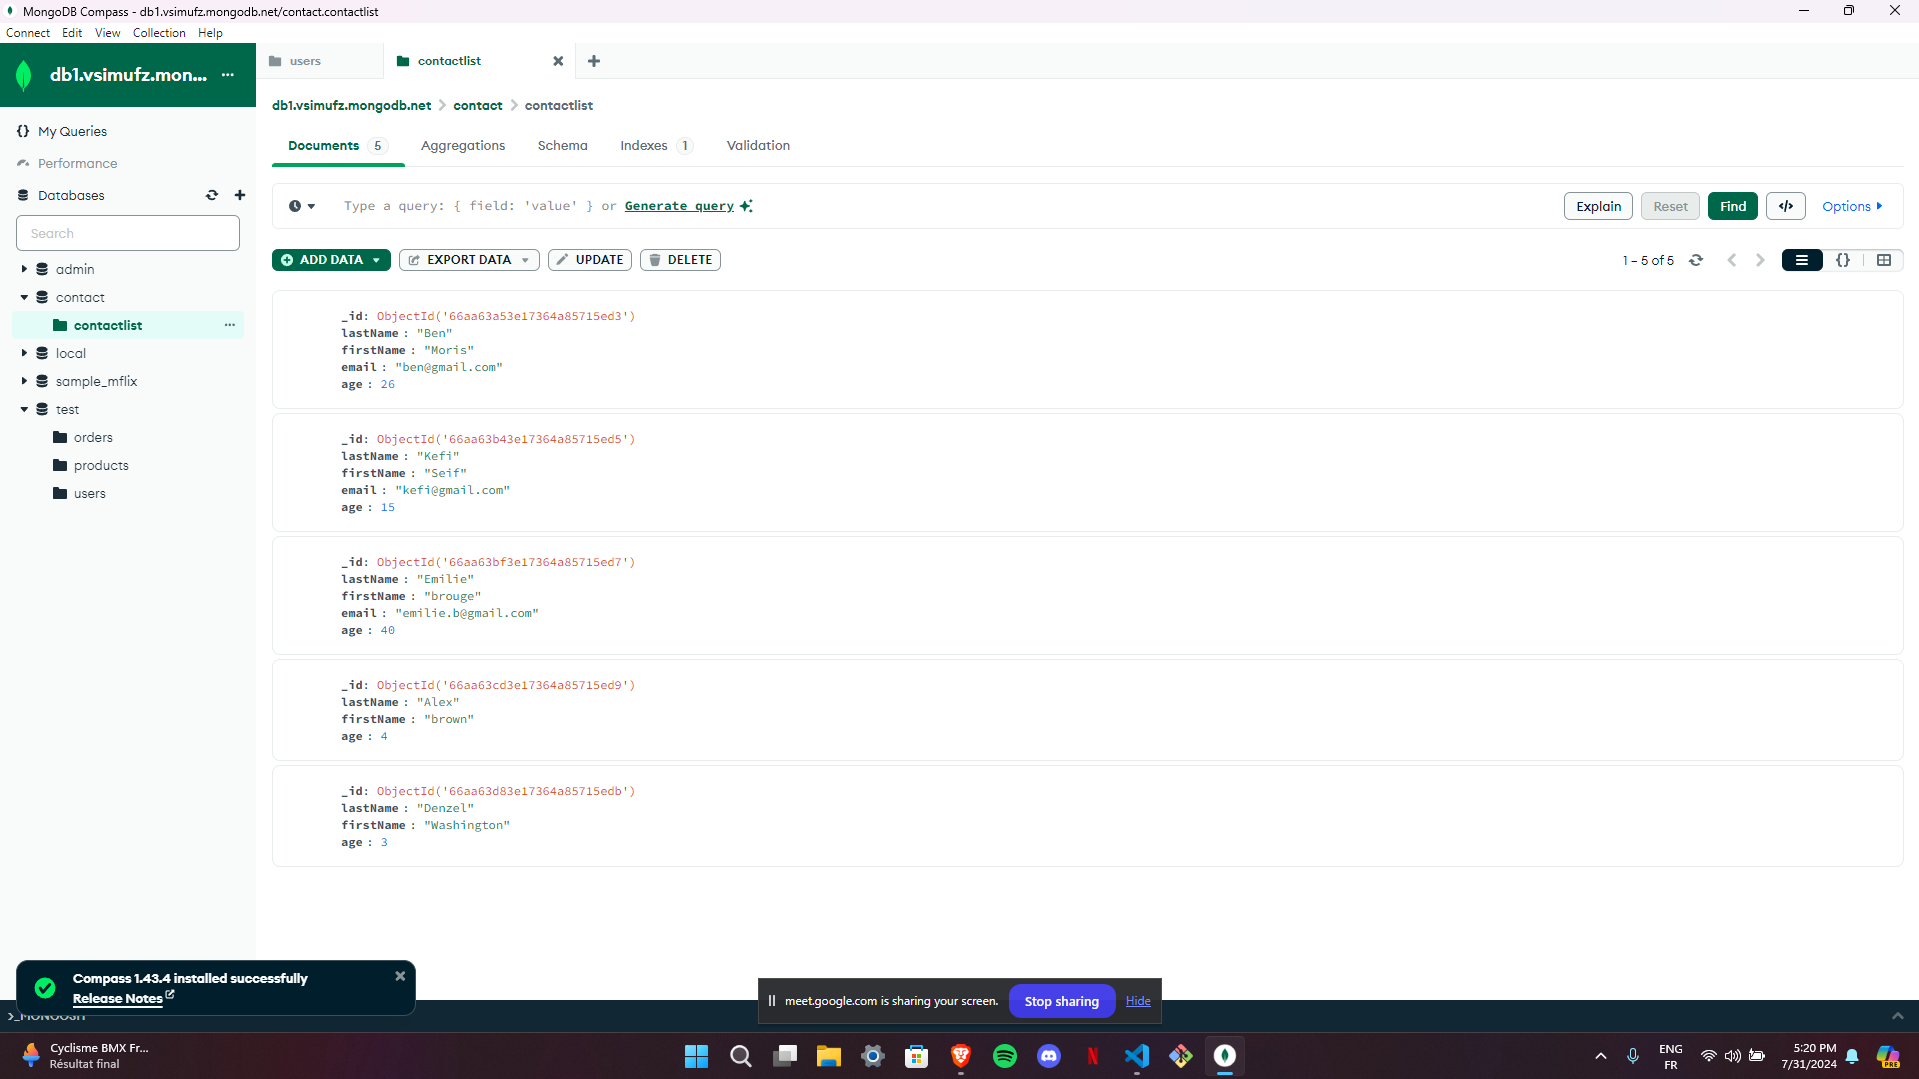 MongoDB Compass - db1.vsimufz.mongodb.net/contact.contactlist
Connect Edit View Collection Help
db1.vsimufz.mon... ...
users
contactlist
db1.vsimufz.mongodb.net > contact > contactlist
My Queries
Performance
Databases
Search
admin
contact
contactlist ...
local
sample_mflix
test
orders
products
users
Documents 5 Aggregations Schema Indexes 1 Validation
Type a query: { field: 'value' } or Generate query
Explain Reset Find </> Options
ADD DATA EXPORT DATA UPDATE DELETE
1 – 5 of 5 {}
_id: ObjectId('66aa63a53e17364a85715ed3')
lastName : "Ben"
firstName : "Moris"
email : "ben@gmail.com"
age : 26
_id: ObjectId('66aa63b43e17364a85715ed5')
lastName : "Kefi"
firstName : "Seif"
email : "kefi@gmail.com"
age : 15
_id: ObjectId('66aa63bf3e17364a85715ed7')
lastName : "Emilie"
firstName : "brouge"
email : "emilie.b@gmail.com"
age : 40
_id: ObjectId('66aa63cd3e17364a85715ed9')
lastName : "Alex"
firstName : "brown"
age : 4
_id: ObjectId('66aa63d83e17364a85715edb')
lastName : "Denzel"
firstName : "Washington"
age : 3
Compass 1.43.4 installed successfully
Release Notes
>_MONGOSH
meet.google.com is sharing your screen. Stop sharing Hide
Cyclisme BMX Fr...
Résultat final
ENG
FR
5:20 PM
7/31/2024
PRE